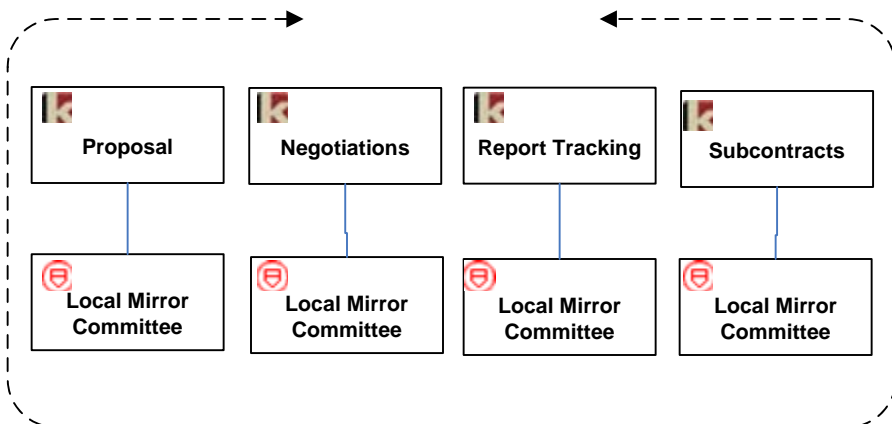 k
Proposal
k
Negotiations
k
Report Tracking
k
Subcontracts
Local Mirror
Committee
Local Mirror
Committee
Local Mirror
Committee
Local Mirror
Committee